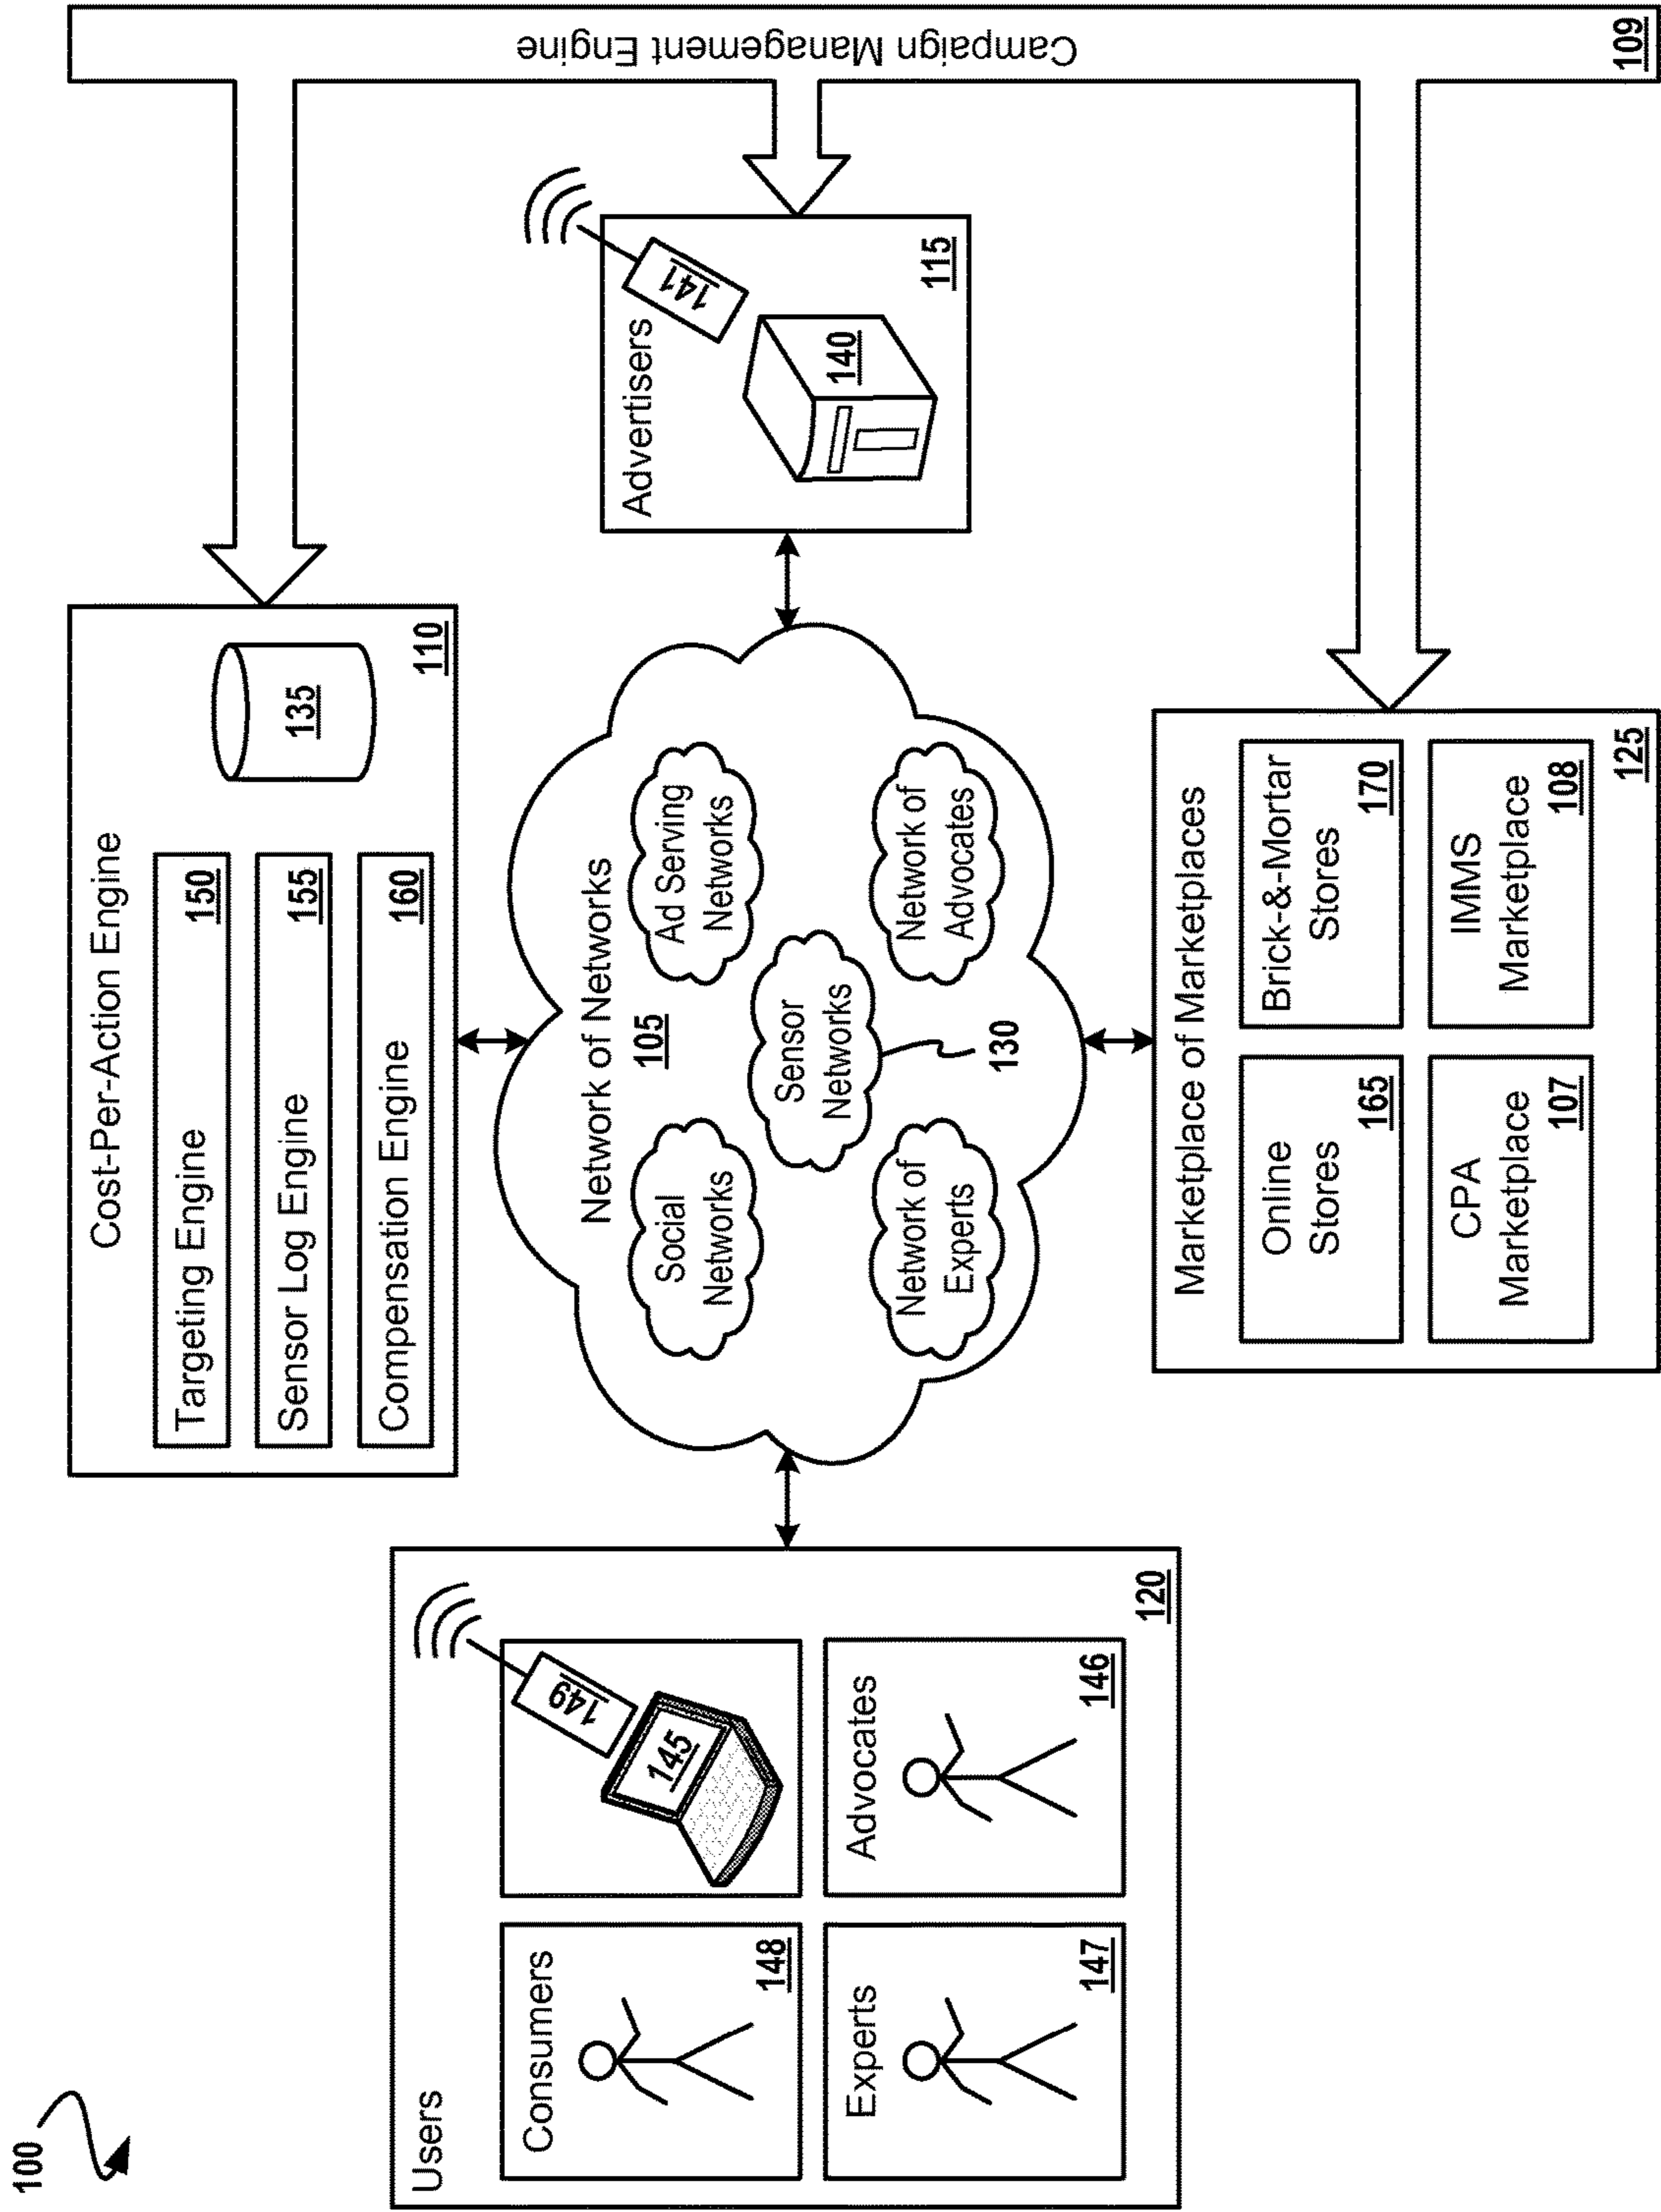 100
Users
Consumers
148
145
149
Experts
147
Advocates
146
120
Cost-Per-Action Engine
Targeting Engine
150
Sensor Log Engine
155
Compensation Engine
160
135
110
Network of Networks
105
Social
Networks
Ad Serving
Networks
Sensor
Networks
130
Network of
Experts
Network of
Advocates
Marketplace of Marketplaces
Online
Stores
165
Brick-&-Mortar
Stores
170
CPA
Marketplace
107
IMMS
Marketplace
108
125
Advertisers
141
140
115
Campaign Management Engine
109